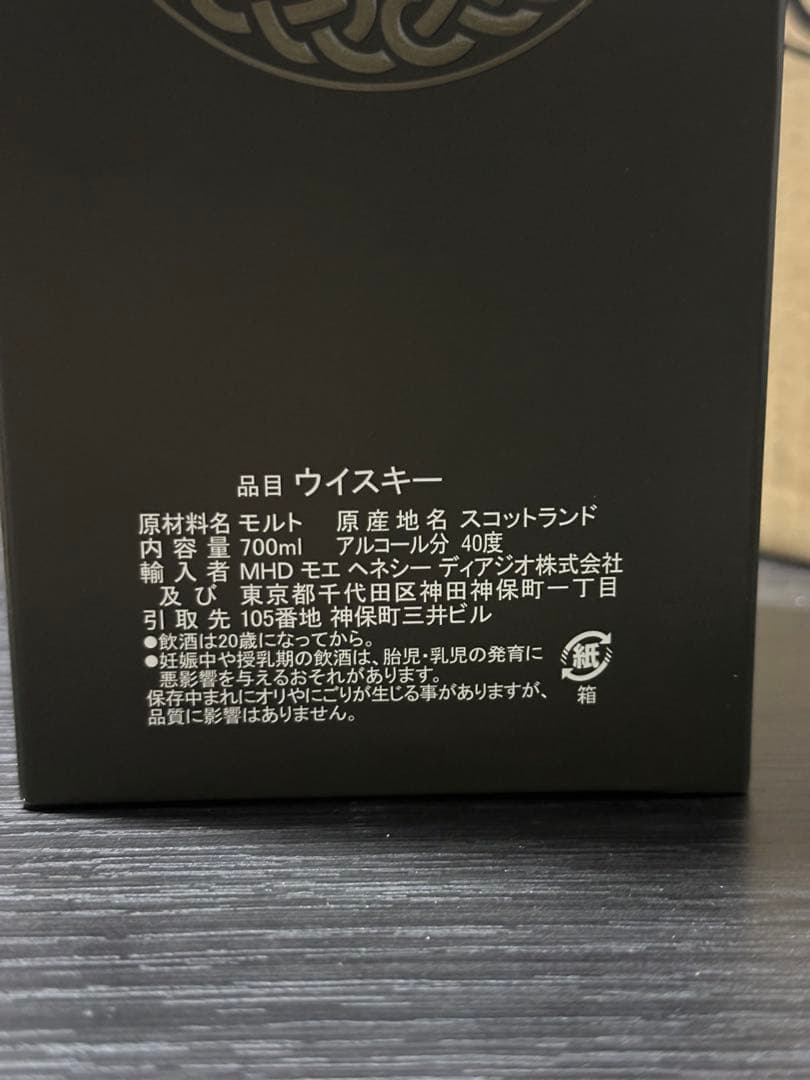 品目 ウイスキー
原材料名 モルト 原産地名 スコットランド
内容量 700ml アルコール分 40度
輸入者 MHD モエ ヘネシー ディアジオ株式会社
及び 東京都千代田区神田神保町一丁目
引取先 105番地 神保町三井ビル
●飲酒は20歳になってから。
●妊娠中や授乳期の飲酒は、胎児・乳児の発育に
悪影響を与えるおそれがあります。
保存中まれにオリやにごりが生じる事がありますが、
品質に影響はありません。
紙
箱